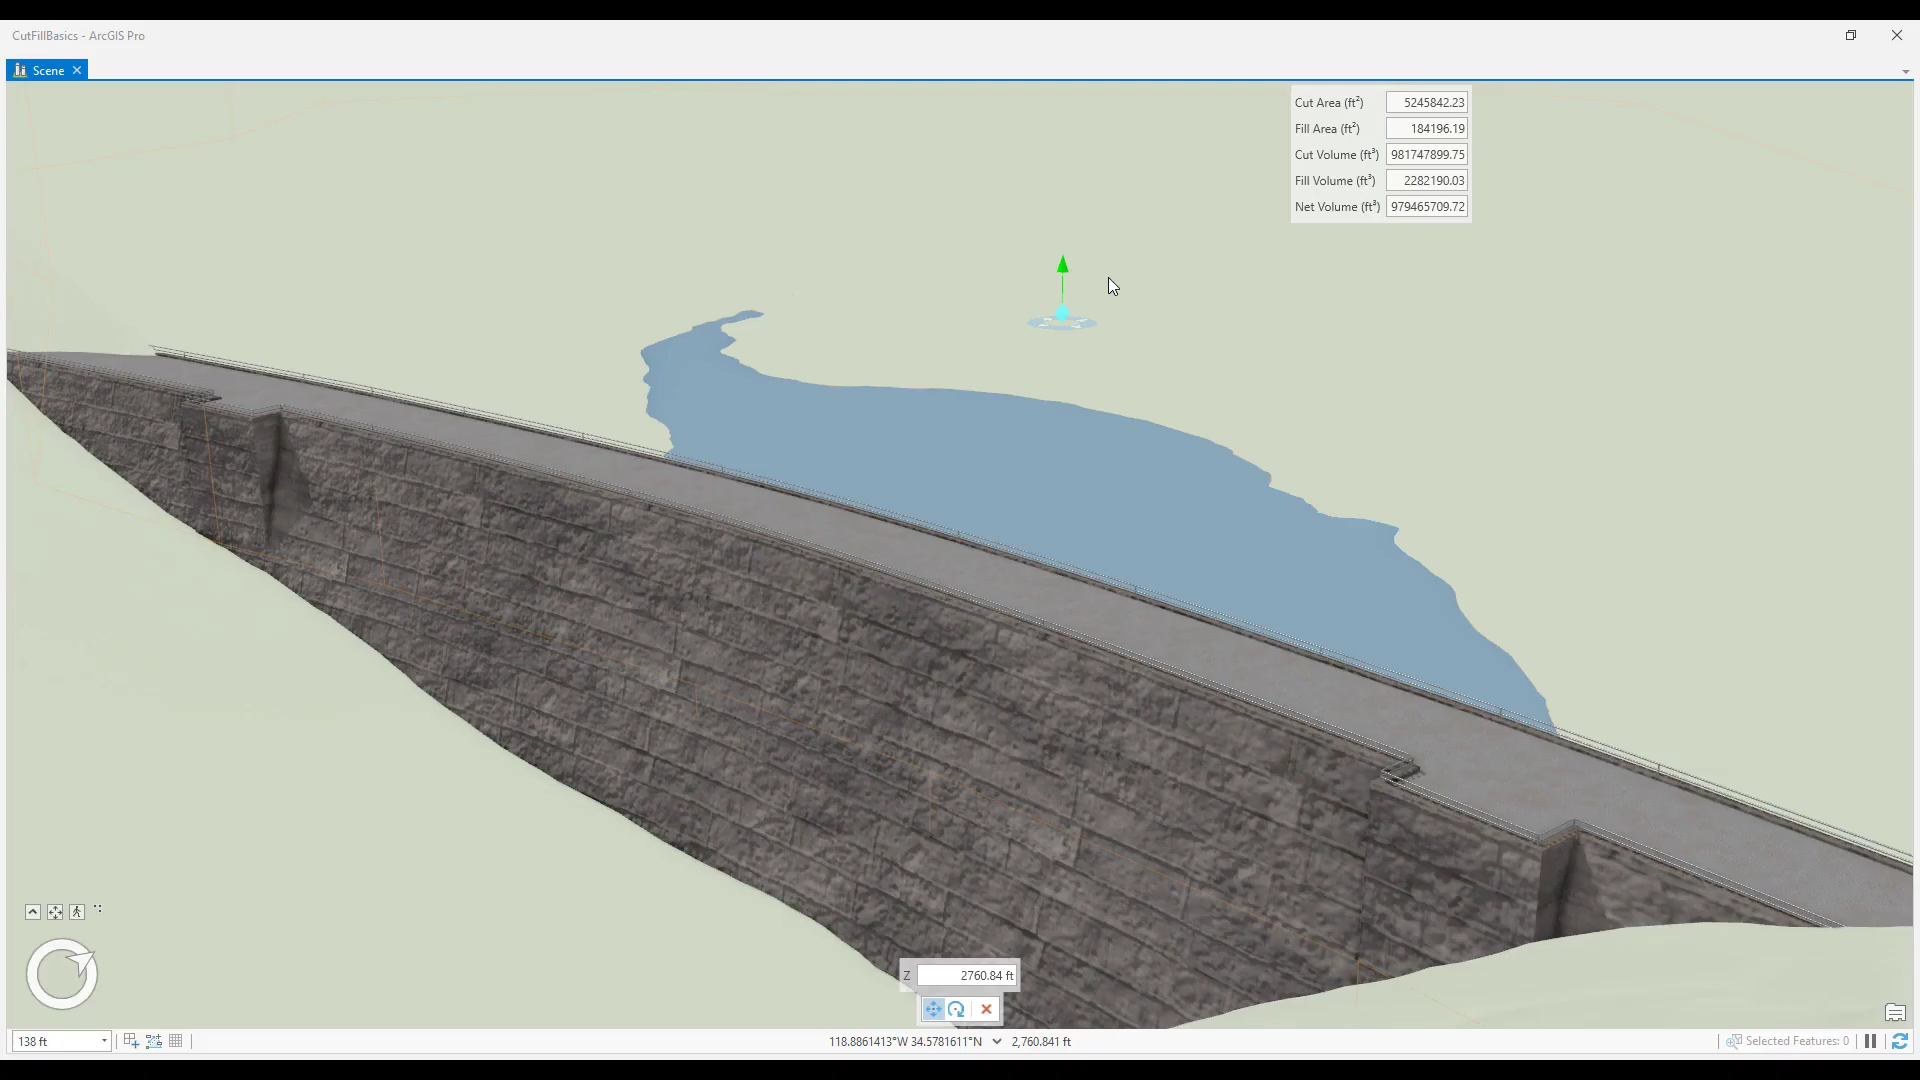 CutFillBasics - ArcGIS Pro
Scene
Cut Area (ft²) 5245842.23
Fill Area (ft²) 184196.19
Cut Volume (ft³) 981747899.75
Fill Volume (ft³) 2282190.03
Net Volume (ft³) 979465709.72
Z 2760.84 ft
138 ft 118.8861413°W 34.5781611°N 2,760.841 ft Selected Features: 0